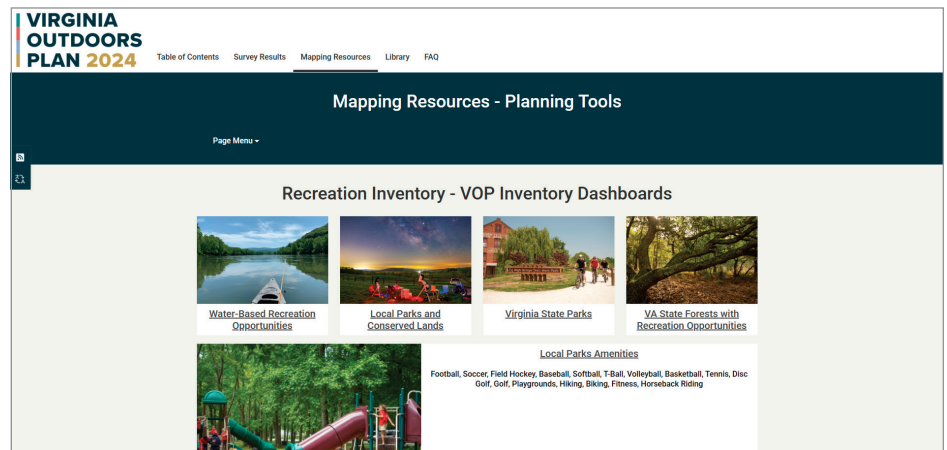 VIRGINIA
OUTDOORS
PLAN 2024
Table of Contents Survey Results Mapping Resources Library FAQ
Mapping Resources - Planning Tools
Page Menu
Recreation Inventory - VOP Inventory Dashboards
Water-Based Recreation
Opportunities
Local Parks and
Conserved Lands
Virginia State Parks
VA State Forests with
Recreation Opportunities
Local Parks Amenities
Football, Soccer, Field Hockey, Baseball, Softball, T-Ball, Volleyball, Basketball, Tennis, Disc
Golf, Golf, Playgrounds, Hiking, Biking, Fitness, Horseback Riding